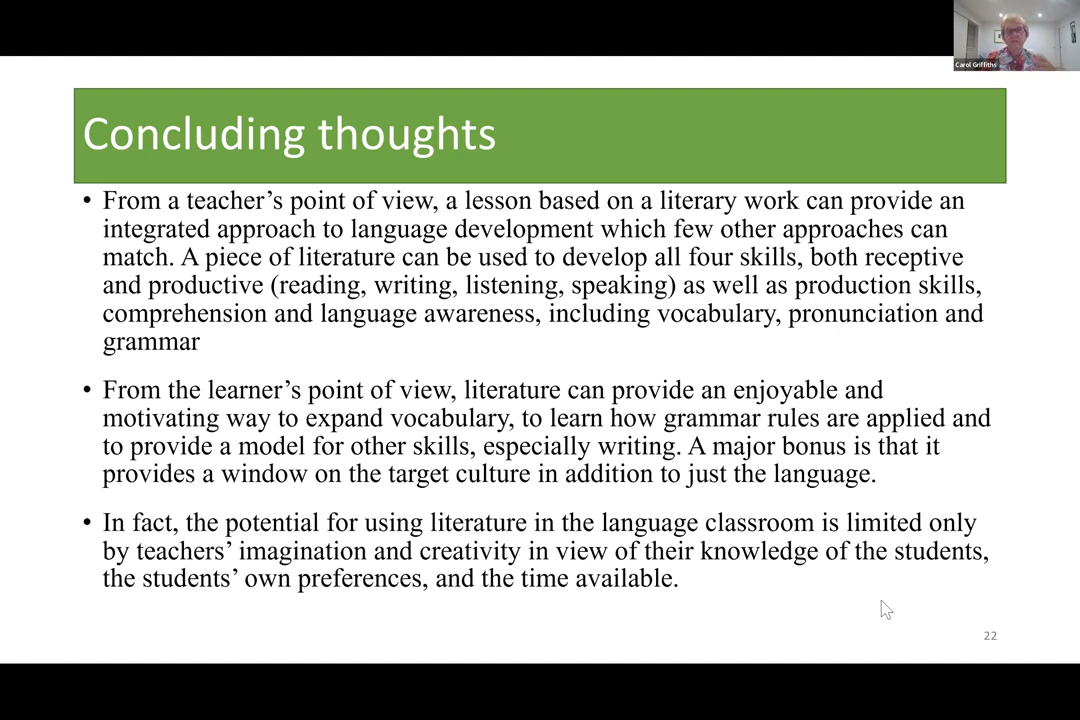 Carol Griffiths
Concluding thoughts
• From a teacher’s point of view, a lesson based on a literary work can provide an
integrated approach to language development which few other approaches can
match. A piece of literature can be used to develop all four skills, both receptive
and productive (reading, writing, listening, speaking) as well as production skills,
comprehension and language awareness, including vocabulary, pronunciation and
grammar
• From the learner’s point of view, literature can provide an enjoyable and
motivating way to expand vocabulary, to learn how grammar rules are applied and
to provide a model for other skills, especially writing. A major bonus is that it
provides a window on the target culture in addition to just the language.
• In fact, the potential for using literature in the language classroom is limited only
by teachers’ imagination and creativity in view of their knowledge of the students,
the students’ own preferences, and the time available.
22